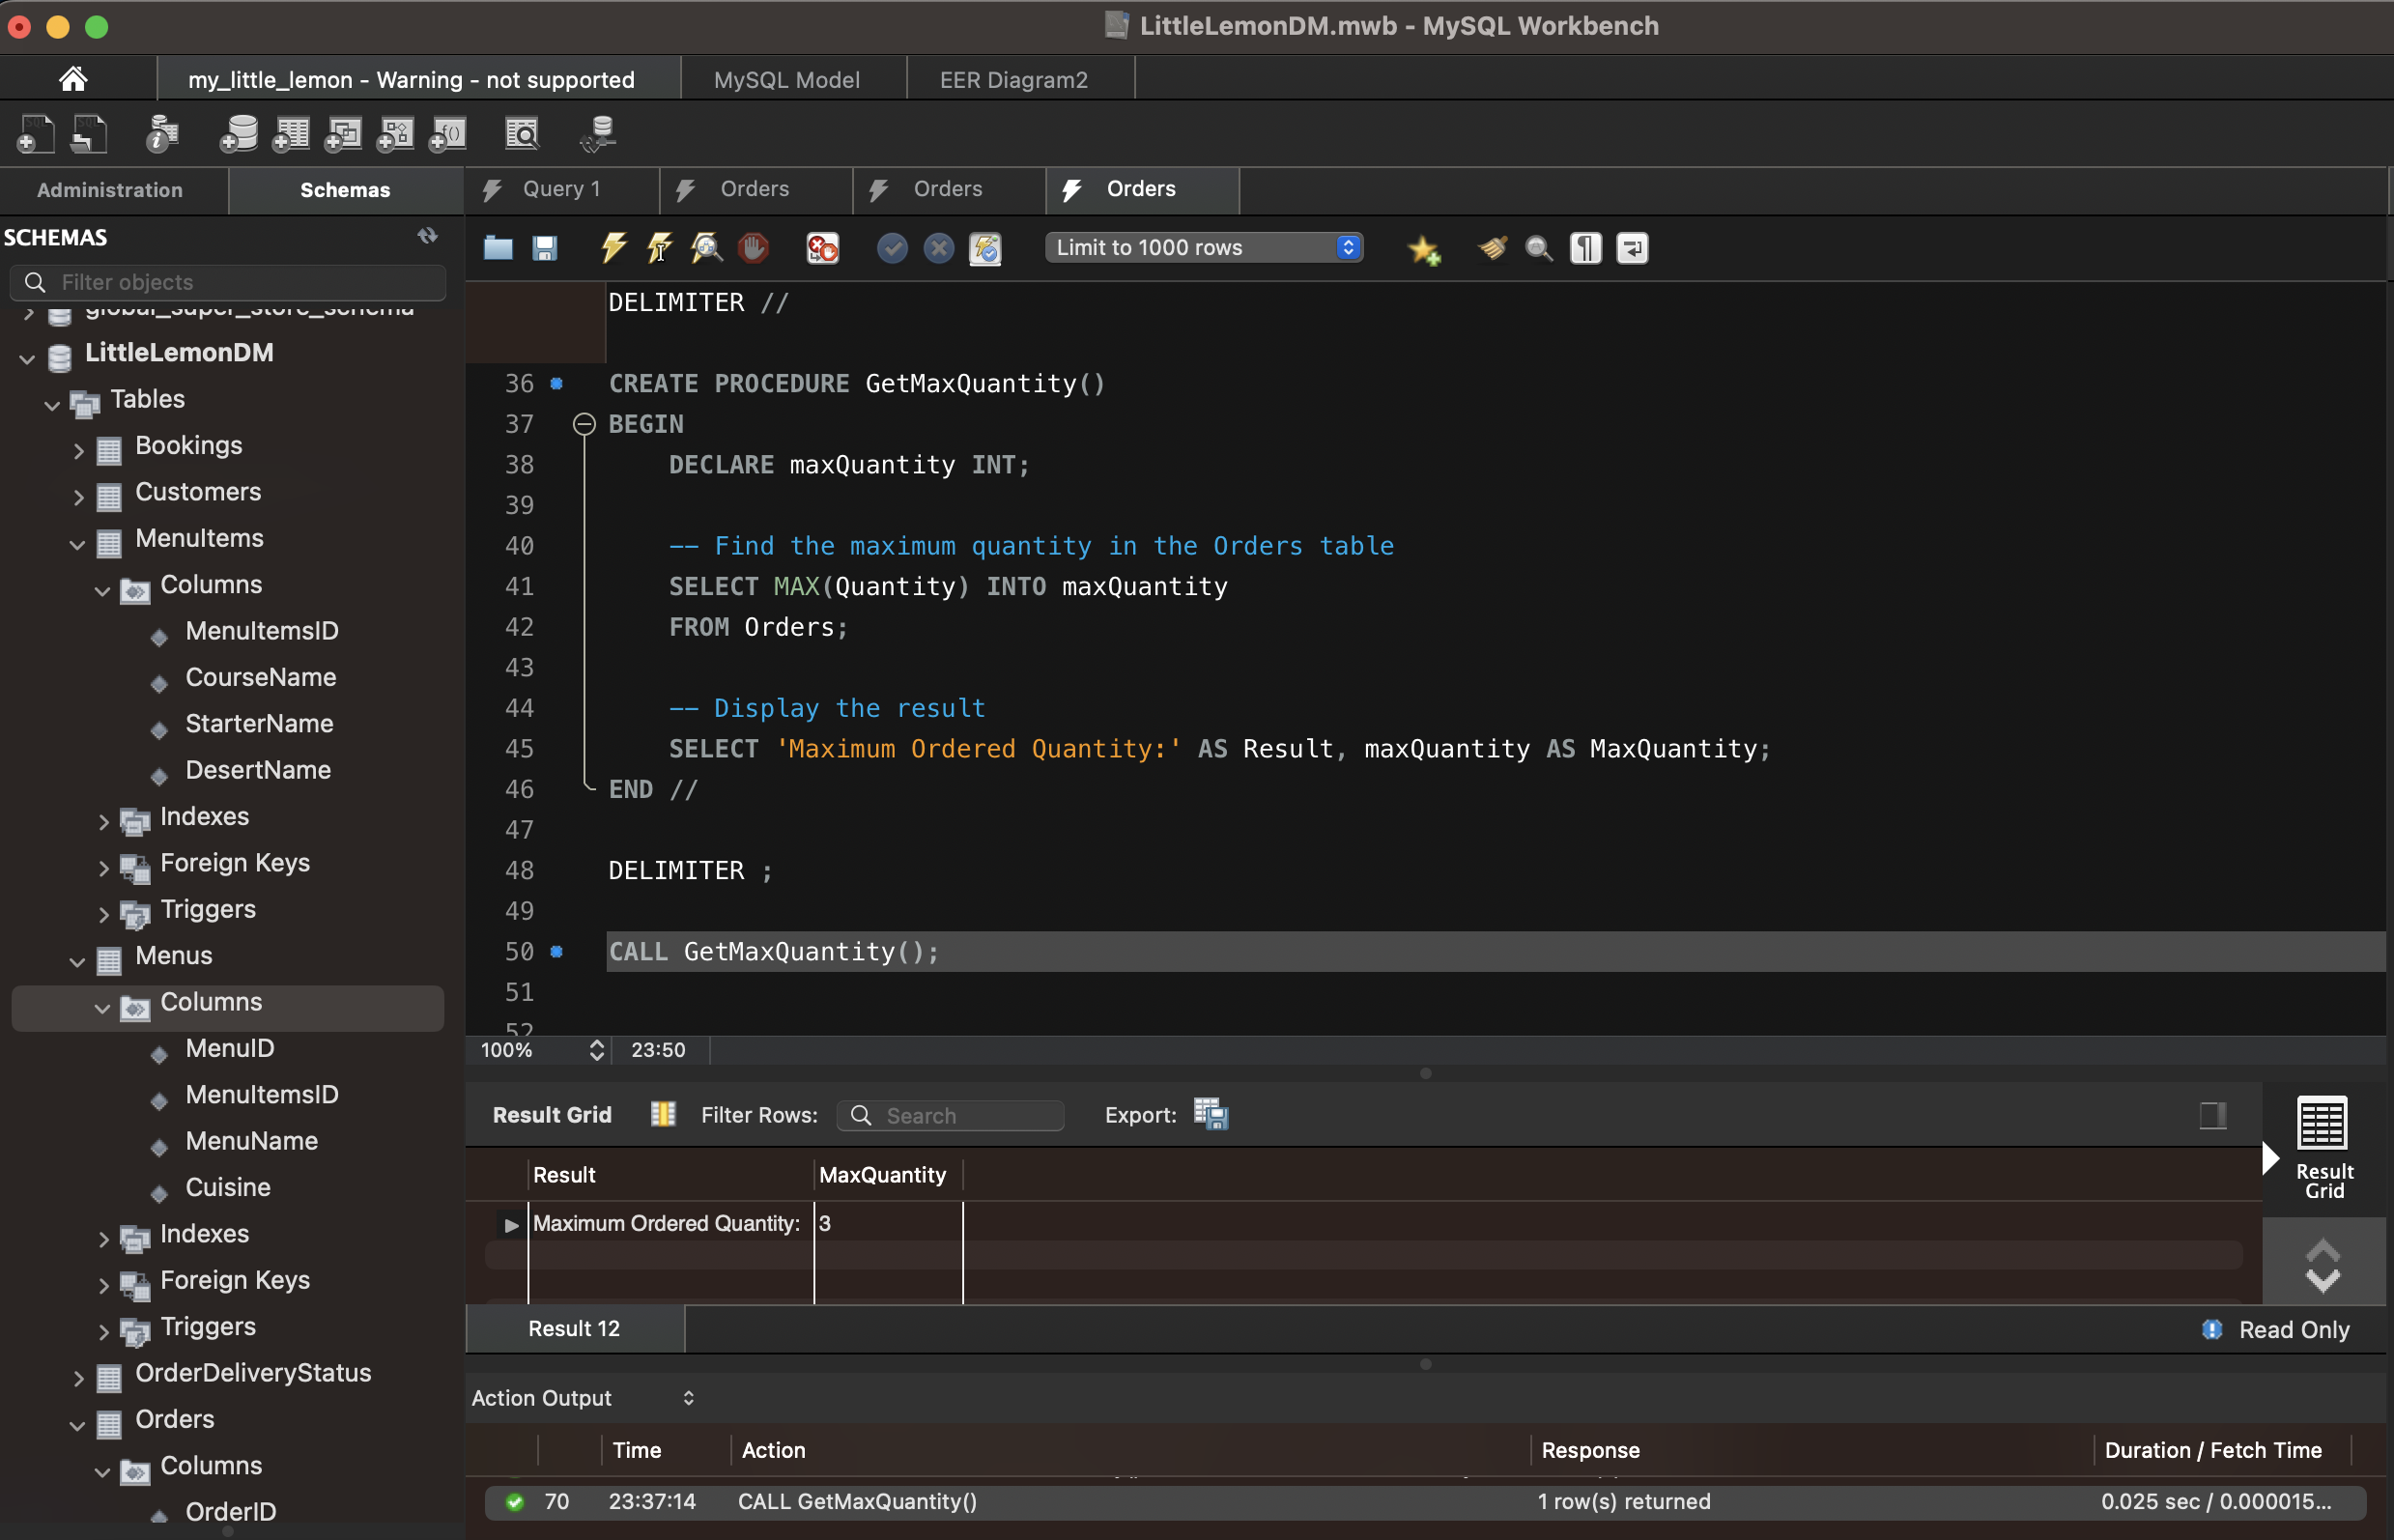 LittleLemonDM.mwb - MySQL Workbench
my_little_lemon - Warning - not supported
MySQL Model
EER Diagram2
Administration
Schemas
Query 1
Orders
Orders
Orders
SCHEMAS
Filter objects
Limit to 1000 rows
global_super_store_schema
LittleLemonDM
Tables
Bookings
Customers
MenuItems
Columns
MenuItemsID
CourseName
StarterName
DesertName
Indexes
Foreign Keys
Triggers
Menus
Columns
MenuID
MenuItemsID
MenuName
Cuisine
Indexes
Foreign Keys
Triggers
OrderDeliveryStatus
Orders
Columns
OrderID
DELIMITER //
36 CREATE PROCEDURE GetMaxQuantity()
37 BEGIN
38 DECLARE maxQuantity INT;
39
40 -- Find the maximum quantity in the Orders table
41 SELECT MAX(Quantity) INTO maxQuantity
42 FROM Orders;
43
44 -- Display the result
45 SELECT 'Maximum Ordered Quantity:' AS Result, maxQuantity AS MaxQuantity;
46 END //
47
48 DELIMITER ;
49
50 CALL GetMaxQuantity();
51
52
100% 23:50
Result Grid Filter Rows: Search Export:
Result MaxQuantity
Maximum Ordered Quantity: 3
Result
Grid
Result 12
Read Only
Action Output
Time Action Response Duration / Fetch Time
70 23:37:14 CALL GetMaxQuantity() 1 row(s) returned 0.025 sec / 0.000015...